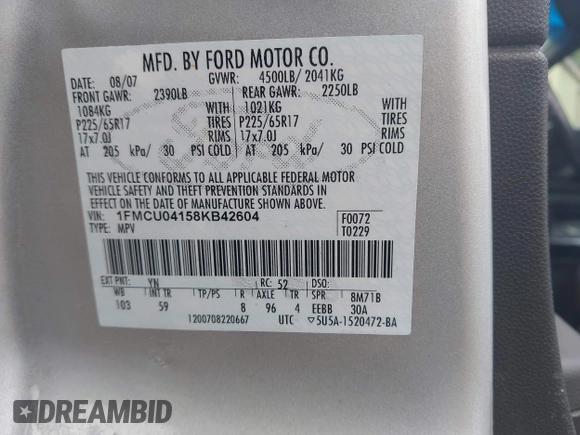 MFD. BY FORD MOTOR CO.
DATE: 08/07 GVWR: 4500LB/ 2041KG
FRONT GAWR: 2390LB REAR GAWR: 2250LB
1084KG WITH 1021KG WITH
P225/65R17 TIRES P225/65R17 TIRES
17x7.0J RIMS 17x7.0J RIMS
AT 205 kPa/ 30 PSI COLD AT 205 kPa/ 30 PSI COLD
THIS VEHICLE CONFORMS TO ALL APPLICABLE FEDERAL MOTOR
VEHICLE SAFETY AND THEFT PREVENTION STANDARDS IN
EFFECT ON THE DATE OF MANUFACTURE SHOWN ABOVE.
VIN: 1FMCU04158KB42604 F0072
TYPE: MPV T0229
EXT PNT: YN RC: 52 DSO:
WB INT TR TP/PS R AXLE TR SPR 8M71B
103 59 8 96 4 EEBB 30A
1200708220667 UTC ▽5U5A-1520472-BA
Ford
DREAMBID